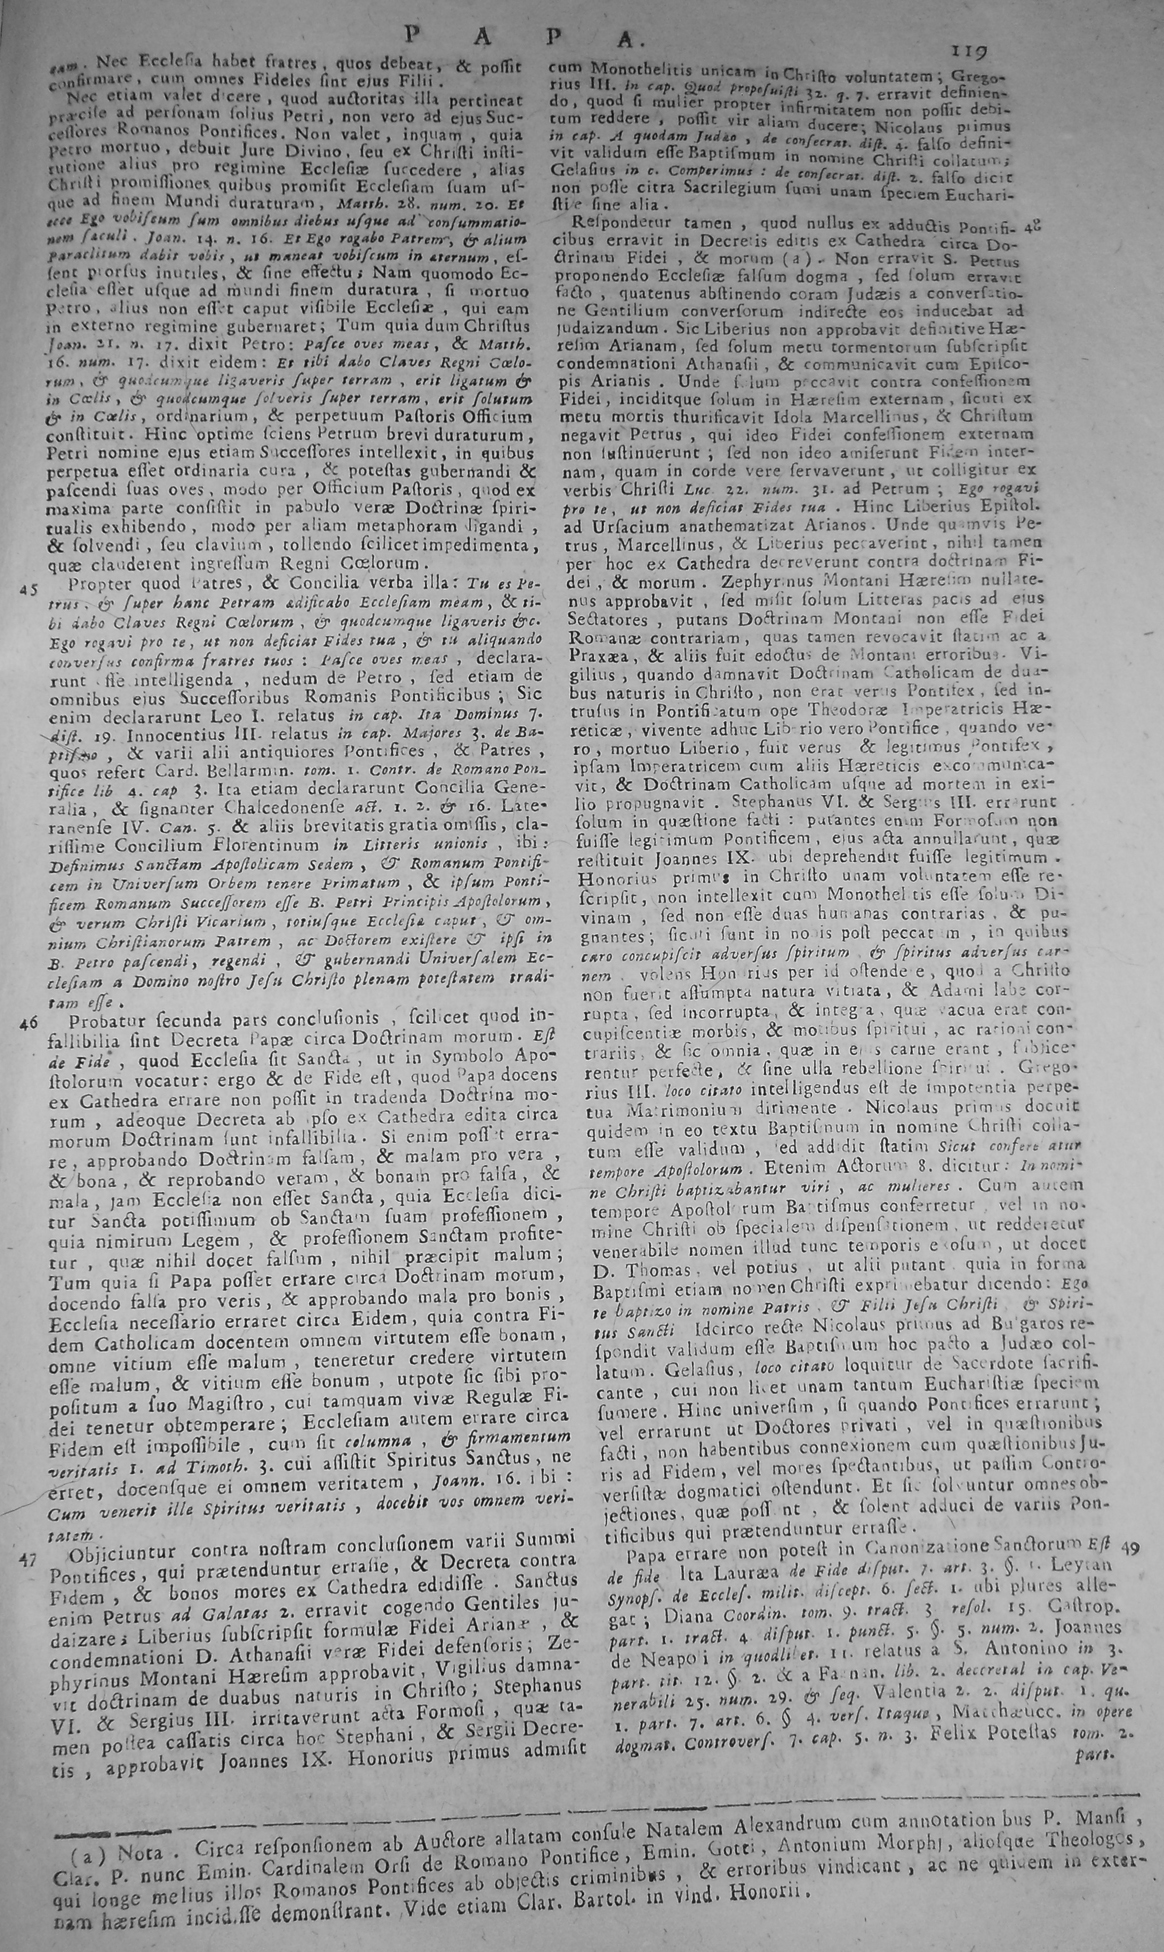 P A P A.
119
eam. Nec Ecclesia habet fratres, quos debeat, & possit
confirmare, cum omnes Fideles sint ejus Filii.
Nec etiam valet dicere, quod auctoritas illa pertineat
præcise ad personam solius Petri, non vero ad ejus Suc-
cessores Romanos Pontifices. Non valet, inquam, quia
Petro mortuo, debuit Jure Divino, seu ex Christi insti-
tutione alius pro regimine Ecclesiæ succedere, alias
Christi promissiones quibus promisit Ecclesiam suam us-
que ad finem Mundi duraturam, Matth. 28. num. 20. Et
ecce Ego vobiscum sum omnibus diebus usque ad consummatio-
nem sæculi. Joan. 14. n. 16. Et Ego rogabo Patrem, & alium
paraclitum dabit vobis, ut maneat vobiscum in æternum, es-
sent prorsus inutiles, & sine effectu; Nam quomodo Ec-
clesia esset usque ad mundi finem duratura, si mortuo
Petro, alius non esset caput visibile Ecclesiæ, qui eam
in externo regimine gubernaret; Tum quia dum Christus
Joan. 21. n. 17. dixit Petro: Pasce oves meas, & Matth.
16. num. 17. dixit eidem: Et tibi dabo Claves Regni Cœlo-
rum, & quodcumque ligaveris super terram, erit ligatum &
in Cœlis, & quodcumque solveris super terram, erit solutum
& in Cœlis, ordinarium, & perpetuum Pastoris Officium
constituit. Hinc optime sciens Petrum brevi duraturum,
Petri nomine ejus etiam Successores intellexit, in quibus
perpetua esset ordinaria cura, & potestas gubernandi &
pascendi suas oves, modo per Officium Pastoris, quod ex
maxima parte consistit in pabulo veræ Doctrinæ spiri-
tualis exhibendo, modo per aliam metaphoram ligandi,
& solvendi, seu clavium, tollendo scilicet impedimenta,
quæ clauderent ingressum Regni Cœlorum.
45 Propter quod Patres, & Concilia verba illa: Tu es Pe-
trus, & super hanc Petram ædificabo Ecclesiam meam, & ti-
bi dabo Claves Regni Cœlorum, & quodcumque ligaveris &c.
Ego rogavi pro te, ut non deficiat Fides tua, & tu aliquando
conversus confirma fratres tuos: Pasce oves meas, declara-
runt esse intelligenda, nedum de Petro, sed etiam de
omnibus ejus Successoribus Romanis Pontificibus; Sic
enim declararunt Leo I. relatus in cap. Ita Dominus 7.
dist. 19. Innocentius III. relatus in cap. Majores 3. de Ba-
ptismo, & varii alii antiquiores Pontifices, & Patres,
quos refert Card. Bellarmin. tom. 1. Contr. de Romano Pon-
tifice lib 4. cap 3. Ita etiam declararunt Concilia Gene-
ralia, & signanter Chalcedonense act. 1. 2. & 16. Late-
ranense IV. Can. 5. & aliis brevitatis gratia omissis, cla-
rissime Concilium Florentinum in Litteris unionis, ibi:
Definimus Sanctam Apostolicam Sedem, & Romanum Pontifi-
cem in Universum Orbem tenere Primatum, & ipsum Ponti-
ficem Romanum Successorem esse B. Petri Principis Apostolorum,
& verum Christi Vicarium, totiusque Ecclesiæ caput, & om-
nium Christianorum Patrem, ac Doctorem existere & ipsi in
B. Petro pascendi, regendi, & gubernandi Universalem Ec-
clesiam a Domino nostro Jesu Christo plenam potestatem tradi-
tam esse.
46 Probatur secunda pars conclusionis, scilicet quod in-
fallibilia sint Decreta Papæ circa Doctrinam morum. Est
de Fide, quod Ecclesia sit Sancta, ut in Symbolo Apo-
stolorum vocatur: ergo & de Fide est, quod Papa docens
ex Cathedra errare non possit in tradenda Doctrina mo-
rum, adeoque Decreta ab ipso ex Cathedra edita circa
morum Doctrinam sunt infallibilia. Si enim posset erra-
re, approbando Doctrinam falsam, & malam pro vera,
& bona, & reprobando veram, & bonam pro falsa, &
mala, jam Ecclesia non esset Sancta, quia Ecclesia dici-
tur Sancta potissimum ob Sanctam suam professionem,
quia nimirum Legem, & professionem Sanctam profite-
tur, quæ nihil docet falsum, nihil præcipit malum;
Tum quia si Papa posset errare circa Doctrinam morum,
docendo falsa pro veris, & approbando mala pro bonis,
Ecclesia necessario erraret circa Eidem, quia contra Fi-
dem Catholicam docentem omnem virtutem esse bonam,
omne vitium esse malum, teneretur credere virtutem
esse malum, & vitium esse bonum, utpote sic sibi pro-
positum a suo Magistro, cui tamquam vivæ Regulæ Fi-
dei tenetur obtemperare; Ecclesiam autem errare circa
Fidem est impossibile, cum sit columna, & firmamentum
veritatis 1. ad Timoth. 3. cui assistit Spiritus Sanctus, ne
erret, docensque ei omnem veritatem, Joann. 16. ibi:
Cum venerit ille Spiritus veritatis, docebit vos omnem veri-
tatem.
47 Objiciuntur contra nostram conclusionem varii Summi
Pontifices, qui prætenduntur errasse, & Decreta contra
Fidem, & bonos mores ex Cathedra edidisse. Sanctus
enim Petrus ad Galatas 2. erravit cogendo Gentiles ju-
daizare; Liberius subscripsit formulæ Fidei Arianæ, &
condemnationi D. Athanasii veræ Fidei defensoris; Ze-
phyrinus Montani Hæresim approbavit, Vigilius damna-
vit doctrinam de duabus naturis in Christo; Stephanus
VI. & Sergius III. irritaverunt acta Formosi, quæ ta-
men postea cassatis circa hoc Stephani, & Sergii Decre-
tis, approbavit Joannes IX. Honorius primus admisit
cum Monothelitis unicam in Christo voluntatem; Grego-
rius III. in cap. Quod proposuisti 32. q. 7. erravit definien-
do, quod si mulier propter infirmitatem non possit debi-
tum reddere, possit vir aliam ducere; Nicolaus primus
in cap. A quodam Judæo, de consecrat. dist. 4. falso defini-
vit validum esse Baptismum in nomine Christi collatum;
Gelasius in c. Comperimus: de consecrat. dist. 2. falso dicit
non posse citra Sacrilegium sumi unam speciem Euchari-
stiæ sine alia.
Respondetur tamen, quod nullus ex adductis Pontifi- 48
cibus erravit in Decretis editis ex Cathedra circa Do-
ctrinam Fidei, & morum (a). Non erravit S. Petrus
proponendo Ecclesiæ falsum dogma, sed solum erravit
facto, quatenus abstinendo coram Judæis a conversatio-
ne Gentilium conversorum indirecte eos inducebat ad
judaizandum. Sic Liberius non approbavit definitive Hæ-
resim Arianam, sed solum metu tormentorum subscripsit
condemnationi Athanasii, & communicavit cum Episco-
pis Arianis. Unde solum peccavit contra confessionem
Fidei, inciditque solum in Hæresim externam, sicuti ex
metu mortis thurificavit Idola Marcellinus, & Christum
negavit Petrus, qui ideo Fidei confessionem externam
non sustinuerunt; sed non ideo amiserunt Fidem inter-
nam, quam in corde vere servaverunt, ut colligitur ex
verbis Christi Luc. 22. num. 31. ad Petrum; Ego rogavi
pro te, ut non deficiat Fides tua. Hinc Liberius Epistol.
ad Ursacium anathematizat Arianos. Unde quamvis Pe-
trus, Marcellinus, & Liberius peccaverint, nihil tamen
per hoc ex Cathedra decreverunt contra doctrinam Fi-
dei, & morum. Zephyrinus Montani Hæresim nullate-
nus approbavit, sed misit solum Litteras pacis ad ejus
Sectatores, putans Doctrinam Montani non esse Fidei
Romanæ contrariam, quas tamen revocavit statim ac a
Praxæa, & aliis fuit edoctus de Montani erroribus. Vi-
gilius, quando damnavit Doctrinam Catholicam de dua-
bus naturis in Christo, non erat verus Pontifex, sed in-
trusus in Pontificatum ope Theodoræ Imperatricis Hæ-
reticæ, vivente adhuc Liberio vero Pontifice, quando ve-
ro, mortuo Liberio, fuit verus & legitimus Pontifex,
ipsam Imperatricem cum aliis Hæreticis excommunica-
vit, & Doctrinam Catholicam usque ad mortem in exi-
lio propugnavit. Stephanus VI. & Sergius III. errarunt
solum in quæstione facti: putantes enim Formosum non
fuisse legitimum Pontificem, ejus acta annullarunt, quæ
restituit Joannes IX. ubi deprehendit fuisse legitimum.
Honorius primus in Christo unam voluntatem esse re-
scripsit, non intellexit cum Monothelitis esse solum Di-
vinam, sed non esse duas humanas contrarias, & pu-
gnantes; sicuti sunt in nobis post peccatum, in quibus
caro concupiscit adversus spiritum & spiritus adversus car-
nem. volens Honorius per id ostendere, quod a Christo
non fuerit assumpta natura vitiata, & Adami labe cor-
rupta, sed incorrupta, & integra, quæ vacua erat con-
cupiscentiæ morbis, & motibus spiritui, ac rationi con-
trariis, & sic omnia, quæ in ejus carne erant, subjice-
rentur perfecte, & sine ulla rebellione spiritui. Grego-
rius III. loco citato intelligendus est de impotentia perpe-
tua Matrimonium dirimente. Nicolaus primus docuit
quidem in eo textu Baptismum in nomine Christi colla-
tum esse validum, sed addidit statim Sicut conferebatur
tempore Apostolorum. Etenim Actorum 8. dicitur: In nomi-
ne Christi baptizabantur viri, ac mulieres. Cum autem
tempore Apostolorum Baptismus conferretur, vel in no-
mine Christi ob specialem dispensationem, ut redderetur
venerabile nomen illud tunc temporis exosum, ut docet
D. Thomas, vel potius, ut alii putant quia in forma
Baptismi etiam nomen Christi exprimebatur dicendo: Ego
te baptizo in nomine Patris, & Filii Jesu Christi, & Spiri-
tus Sancti Idcirco recte Nicolaus primus ad Bulgaros re-
spondit validum esse Baptismum hoc pacto a Judæo col-
latum. Gelasius, loco citato loquitur de Sacerdote sacrifi-
cante, cui non licet unam tantum Eucharistiæ speciem
sumere. Hinc universim, si quando Pontifices errarunt;
vel errarunt ut Doctores privati, vel in quæstionibus
facti, non habentibus connexionem cum quæstionibus Ju-
ris ad Fidem, vel mores spectantibus, ut passim Contro-
versistæ dogmatici ostendunt. Et sic solvuntur omnes ob-
jectiones, quæ possunt, & solent adduci de variis Pon-
tificibus qui prætenduntur errasse.
Papa errare non potest in Canonizatione Sanctorum Est 49
de fide Ita Lauræa de Fide disput. 7. art. 3. §. 1. Leytan
Synops. de Eccles. milit. discept. 6. sect. 1. ubi plures alle-
gat; Diana Coordin. tom. 9. tract. 3 resol. 15. Castrop.
part. 1. tract. 4 disput. 1. punct. 5. §. 5. num. 2. Joannes
de Neapoli in quodlibet. 11. relatus a S. Antonino in 3.
part. tit. 12. §. 2. & a Fagnan. lib. 2. decretal in cap. Ve-
nerabili 25. num. 29. & seq. Valentia 2. 2. disput. 1. qu.
1. part. 7. art. 6. § 4. vers. Itaque, Matthæucc. in opere
dogmat. Controvers. 7. cap. 5. n. 3. Felix Potestas tom. 2.
part.
(a) Nota. Circa responsionem ab Auctore allatam consule Natalem Alexandrum cum annotationibus P. Mansi,
Clar. P. nunc Emin. Cardinalem Orsi de Romano Pontifice, Emin. Gotti, Antonium Morphi, aliosque Theologos,
qui longe melius illos Romanos Pontifices ab objectis criminibus, & erroribus vindicant, ac ne quidem in exter-
nam hæresim incidisse demonstrant. Vide etiam Clar. Bartol. in vind. Honorii.